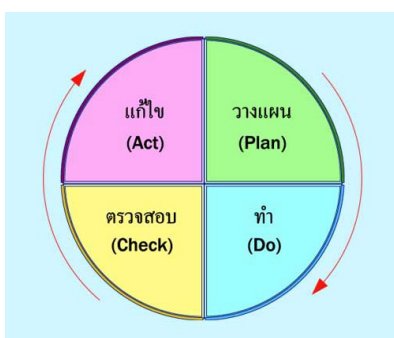 แก้ไข
(Act)
วางแผน
(Plan)
ตรวจสอบ
(Check)
ทำ
(Do)